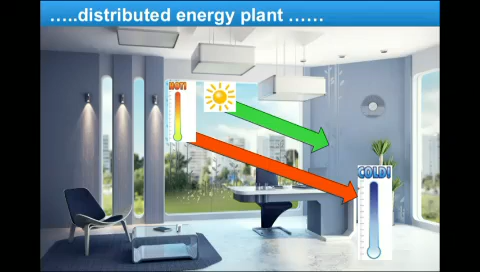 …..distributed energy plant ……
HOT!
COLD!